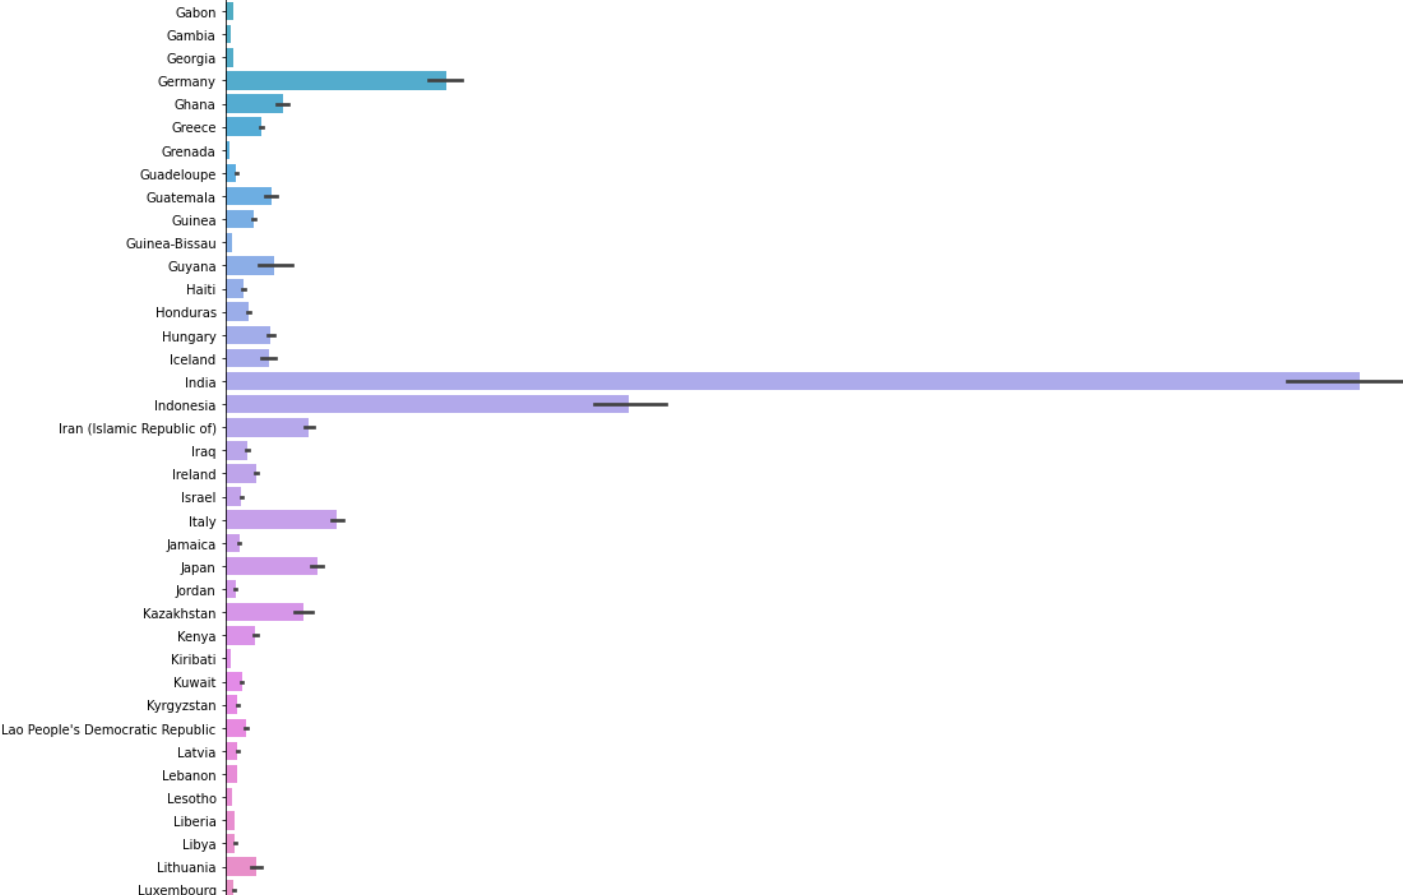 Gabon
Gambia
Georgia
Germany
Ghana
Greece
Grenada
Guadeloupe
Guatemala
Guinea
Guinea-Bissau
Guyana
Haiti
Honduras
Hungary
Iceland
India
Indonesia
Iran (Islamic Republic of)
Iraq
Ireland
Israel
Italy
Jamaica
Japan
Jordan
Kazakhstan
Kenya
Kiribati
Kuwait
Kyrgyzstan
Lao People's Democratic Republic
Latvia
Lebanon
Lesotho
Liberia
Libya
Lithuania
Luxembourg